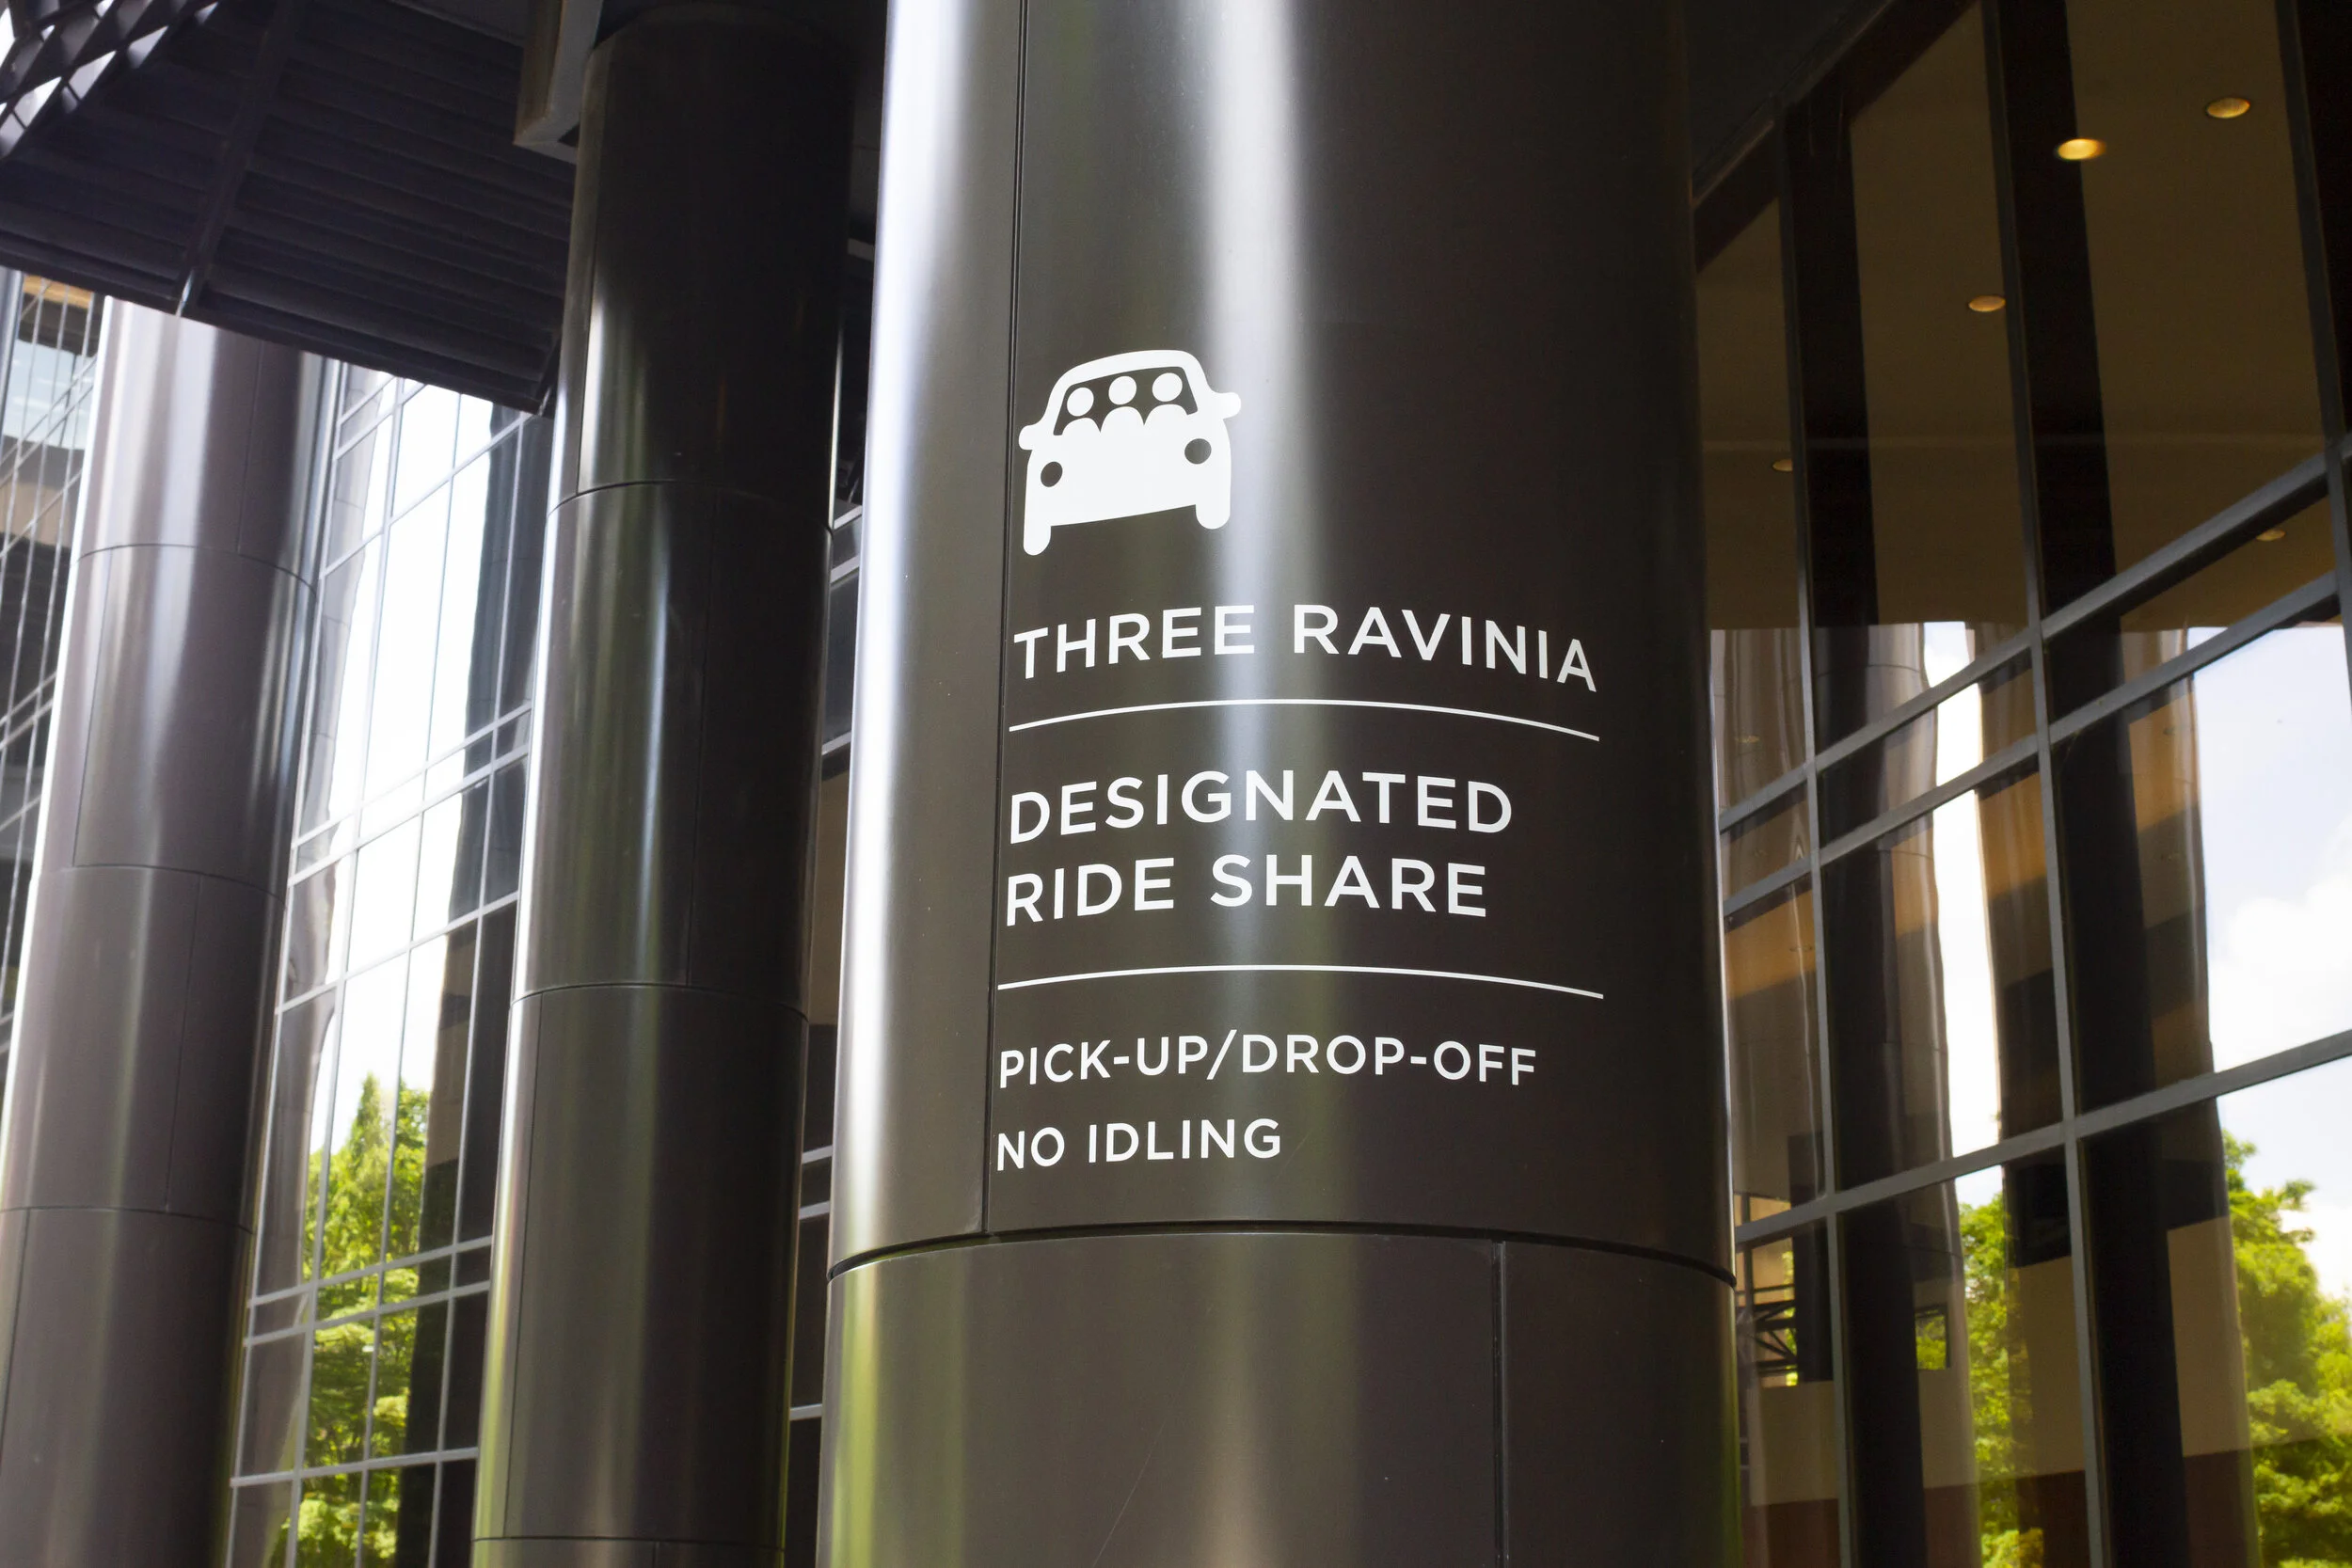 THREE RAVINIA
DESIGNATED
RIDE SHARE
PICK-UP/DROP-OFF
NO IDLING